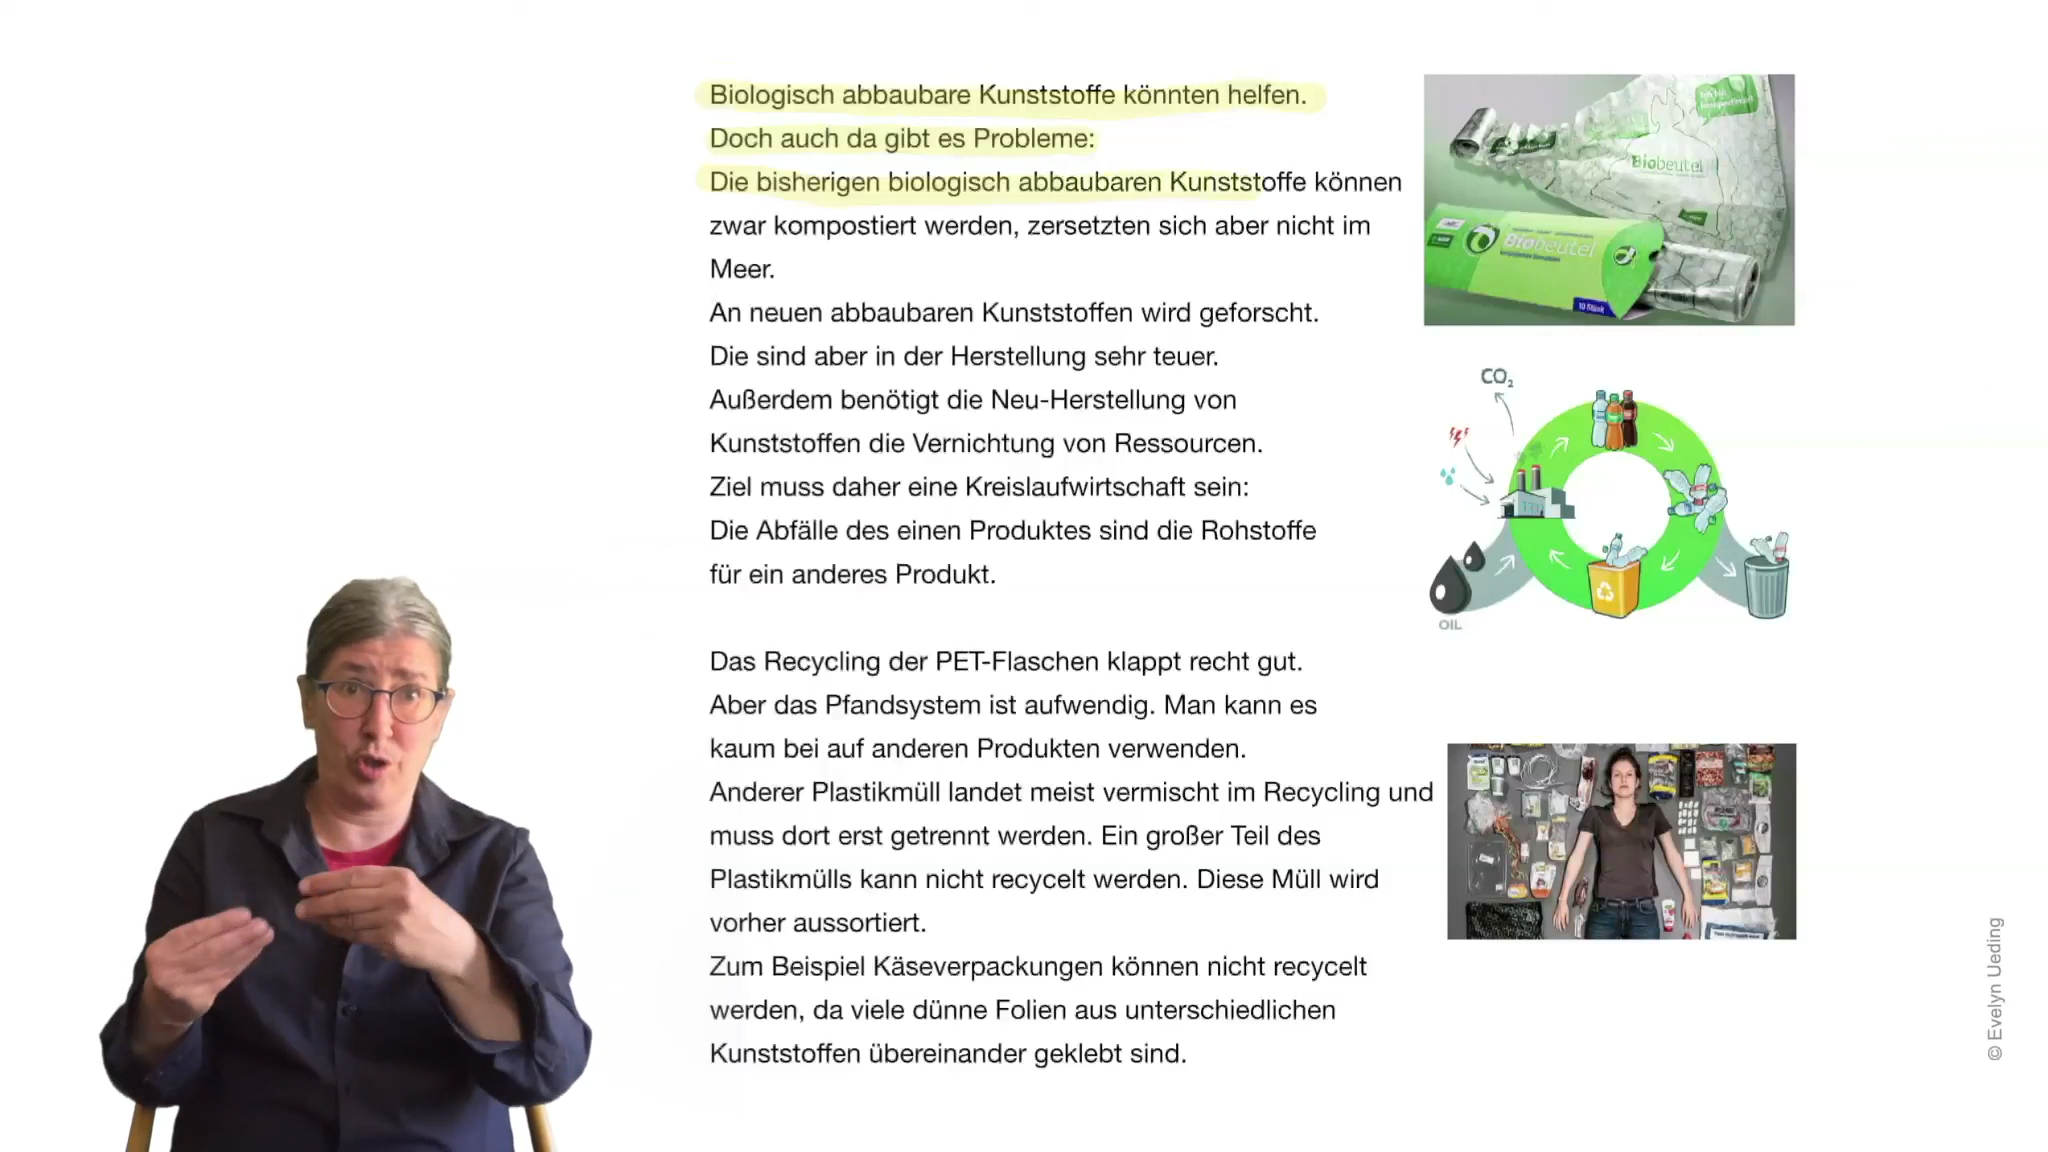 Biologisch abbaubare Kunststoffe könnten helfen.
Doch auch da gibt es Probleme:
Die bisherigen biologisch abbaubaren Kunststoffe können
zwar kompostiert werden, zersetzten sich aber nicht im
Meer.
An neuen abbaubaren Kunststoffen wird geforscht.
Die sind aber in der Herstellung sehr teuer.
Außerdem benötigt die Neu-Herstellung von
Kunststoffen die Vernichtung von Ressourcen.
Ziel muss daher eine Kreislaufwirtschaft sein:
Die Abfälle des einen Produktes sind die Rohstoffe
für ein anderes Produkt.
Das Recycling der PET-Flaschen klappt recht gut.
Aber das Pfandsystem ist aufwendig. Man kann es
kaum bei auf anderen Produkten verwenden.
Anderer Plastikmüll landet meist vermischt im Recycling und
muss dort erst getrennt werden. Ein großer Teil des
Plastikmülls kann nicht recycelt werden. Diese Müll wird
vorher aussortiert.
Zum Beispiel Käseverpackungen können nicht recycelt
werden, da viele dünne Folien aus unterschiedlichen
Kunststoffen übereinander geklebt sind.
Biobeutel
Biobeutel
10 Stück
CO₂
OIL
© Evelyn Ueding